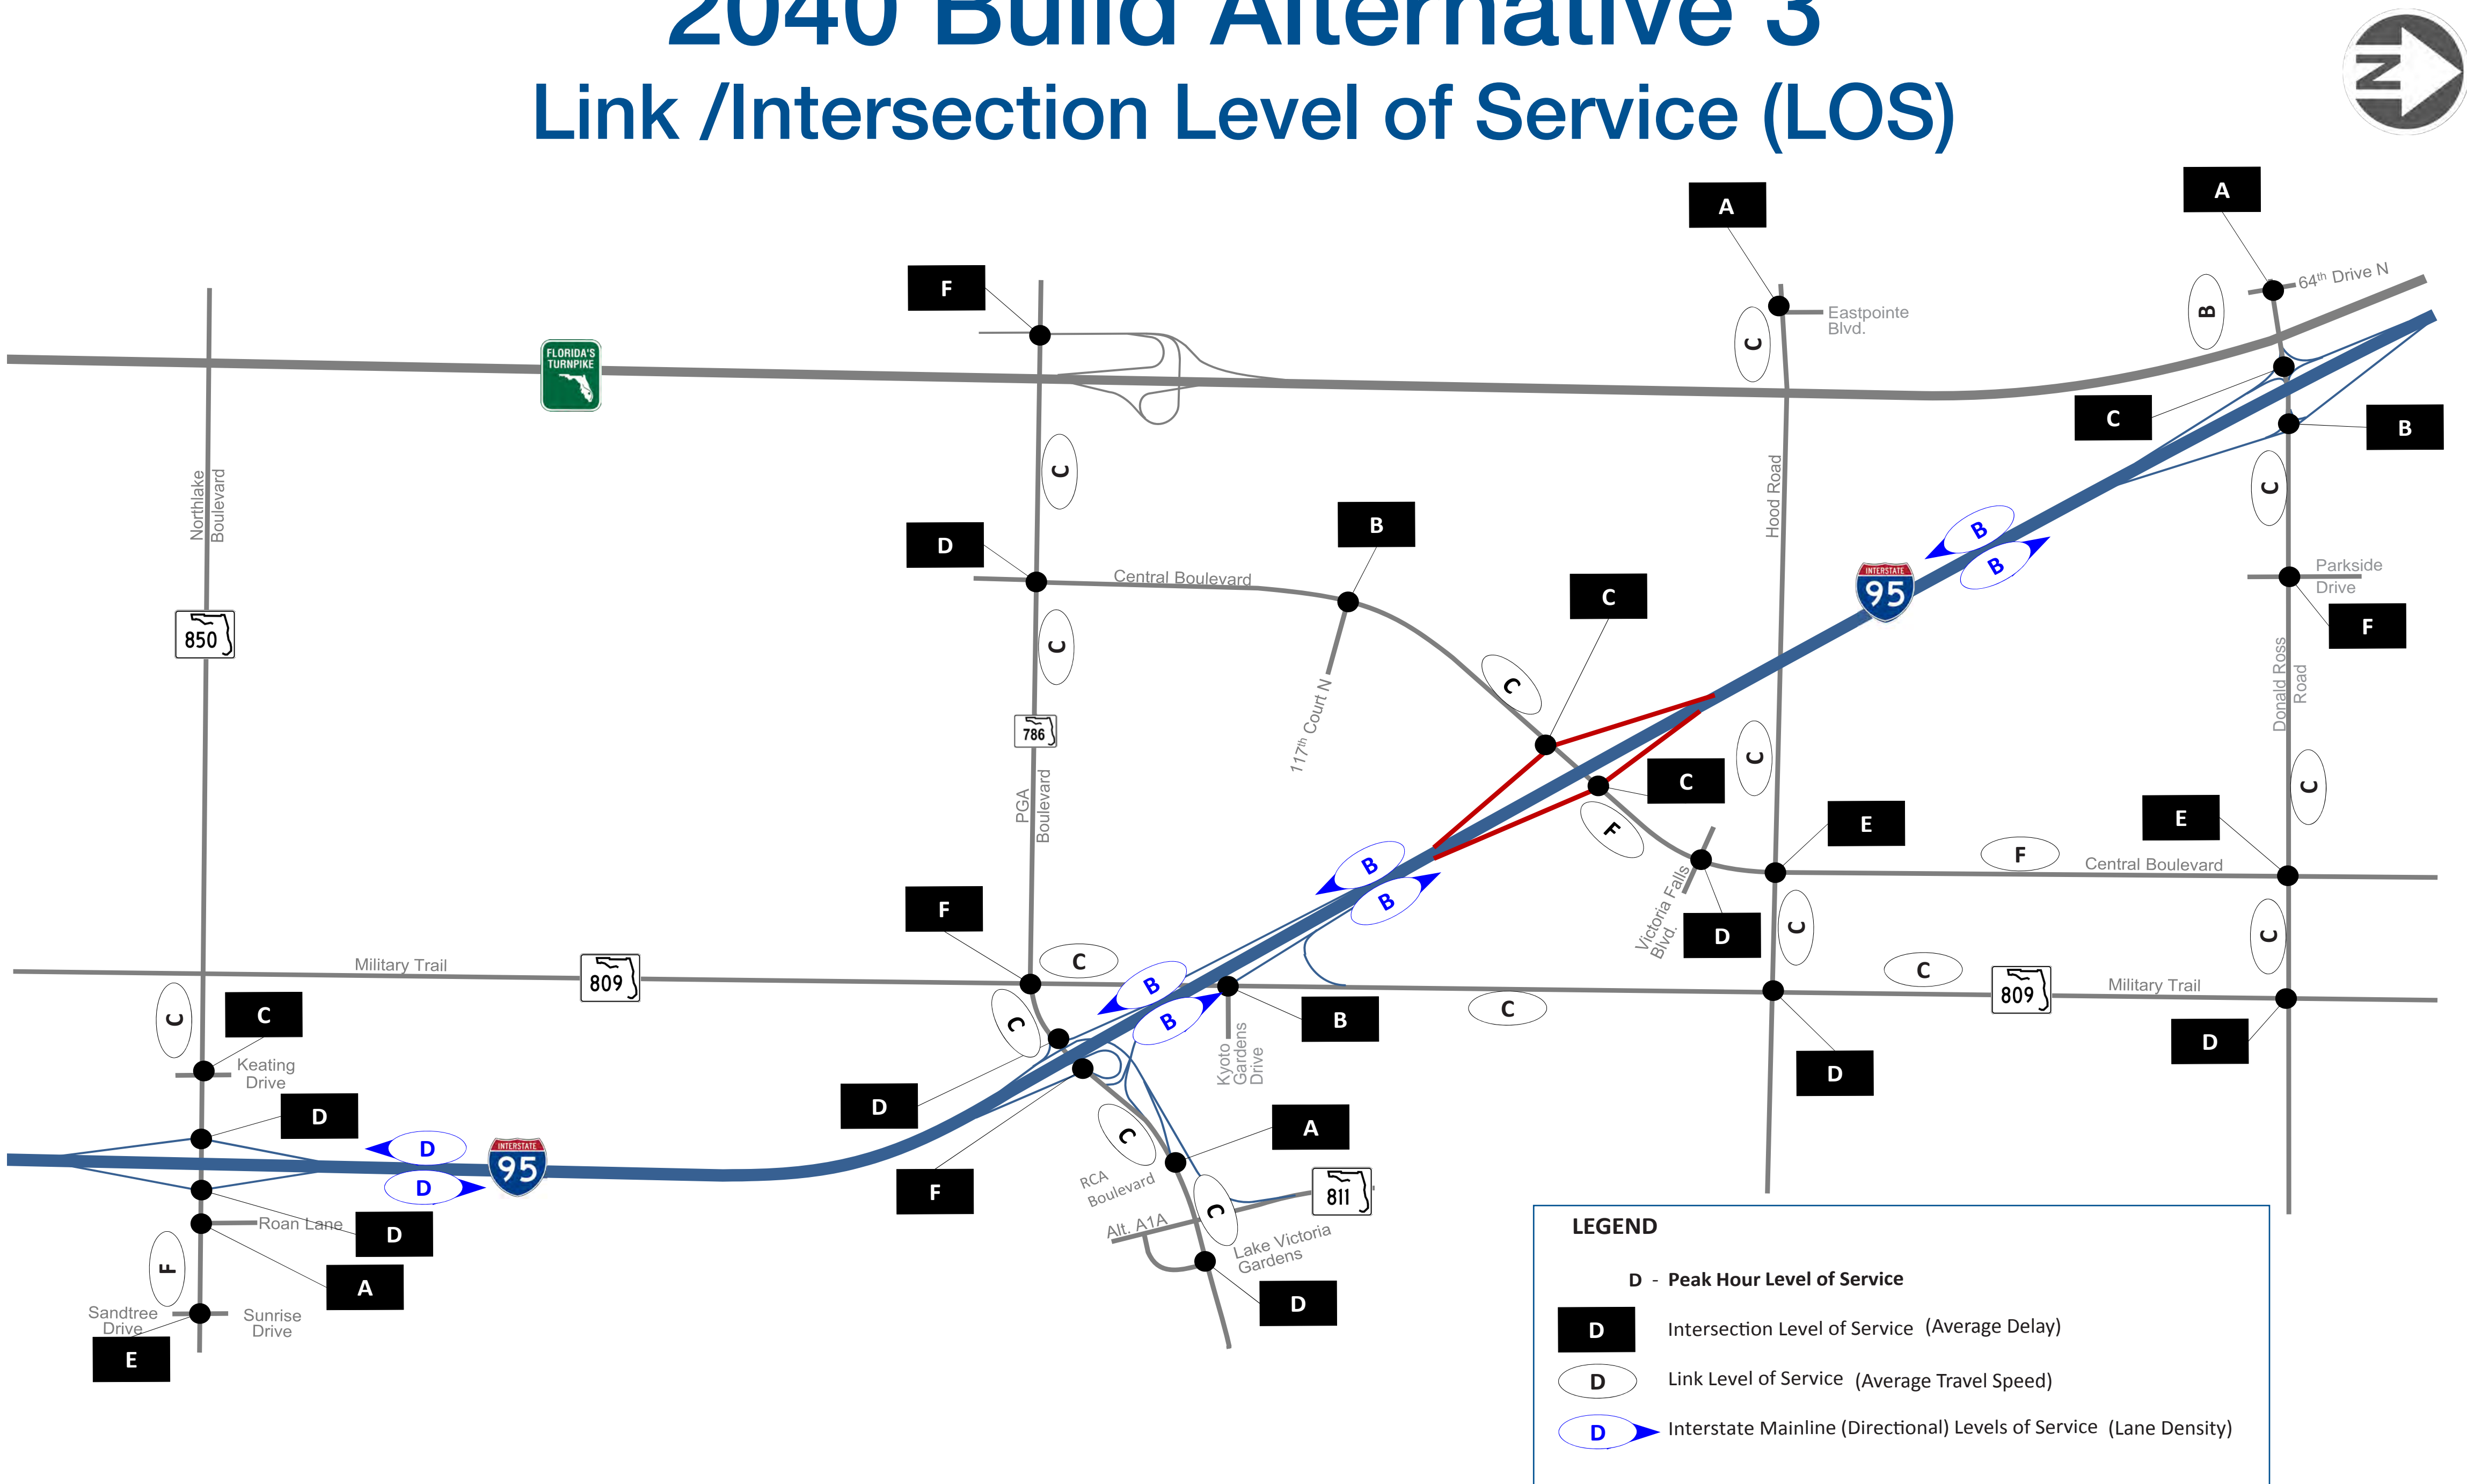 2040 Build Alternative 3
Link /Intersection Level of Service (LOS)
N
A
A
64th Drive N
F
B
Eastpointe
Blvd.
C
FLORIDA'S
TURNPIKE
C
B
C
C
Northlake
Boulevard
Hood Road
D
B
B
B
Central Boulevard
INTERSTATE
95
Parkside
Drive
C
F
850
C
C
Donald Ross
Road
786
117th Court N
C
C
C
PGA
Boulevard
F
E
E
B
B
F
Central Boulevard
Victoria Falls
Blvd.
D
C
C
F
Military Trail
809
C
B
B
C
C
809
Military Trail
C
C
Keating
Drive
C
B
Kyoto
Gardens
Drive
D
D
D
D
D
INTERSTATE
95
D
C
A
F
RCA
Boulevard
C
811
Roan Lane
D
Alt. A1A
Lake Victoria
Gardens
F
A
D
Sandtree
Drive
Sunrise
Drive
E
LEGEND
D - Peak Hour Level of Service
D Intersection Level of Service (Average Delay)
D Link Level of Service (Average Travel Speed)
D Interstate Mainline (Directional) Levels of Service (Lane Density)